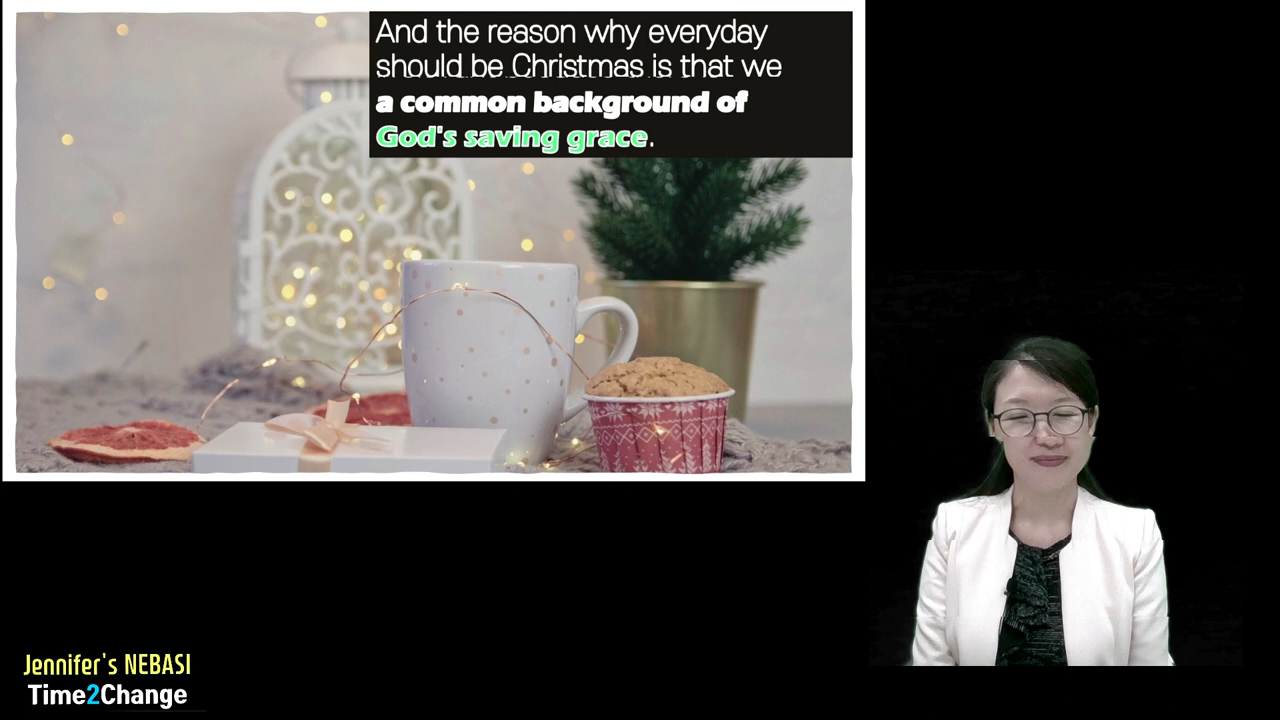 And the reason why everyday
should be Christmas is that we
a common background of
God's saving grace.
Jennifer's NEBASI
Time2Change